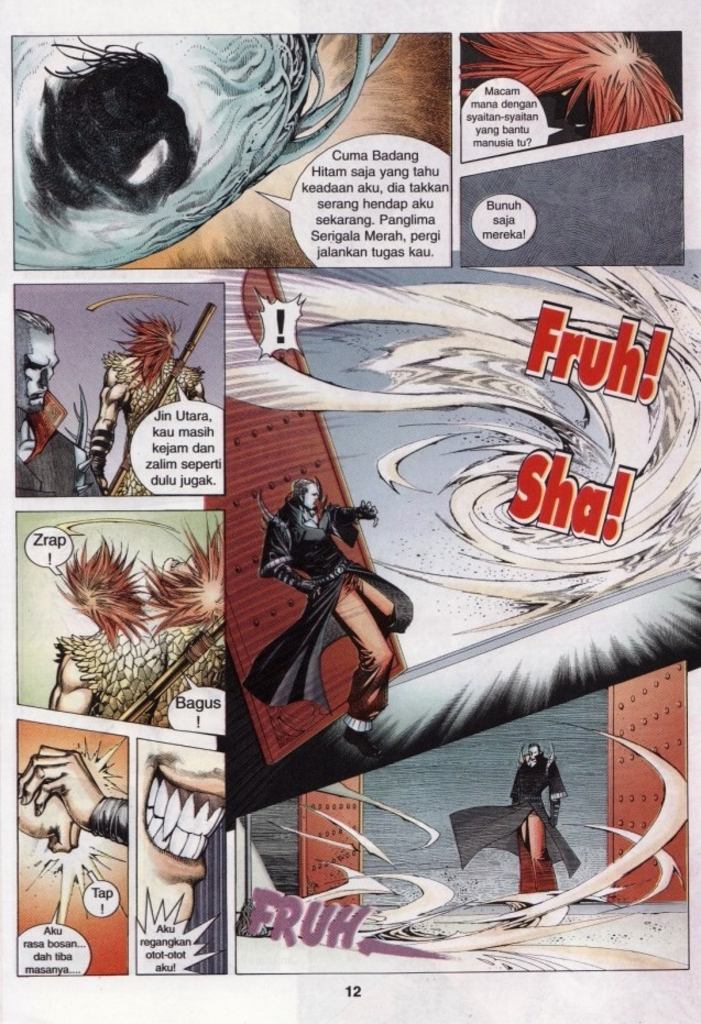 Cuma Badang
Hitam saja yang tahu
keadaan aku, dia takkan
serang hendap aku
sekarang. Panglima
Serigala Merah, pergi
jalankan tugas kau.
Macam
mana dengan
syaitan-syaitan
yang bantu
manusia tu?
Bunuh
saja
mereka!
Jin Utara,
kau masih
kejam dan
zalim seperti
dulu jugak.
!
Fruh!
Sha!
Zrap
!
Bagus
!
Tap
!
Aku
rasa bosan...
dah tiba
masanya....
Aku
regangkan
otot-otot
aku!
FRUH
12